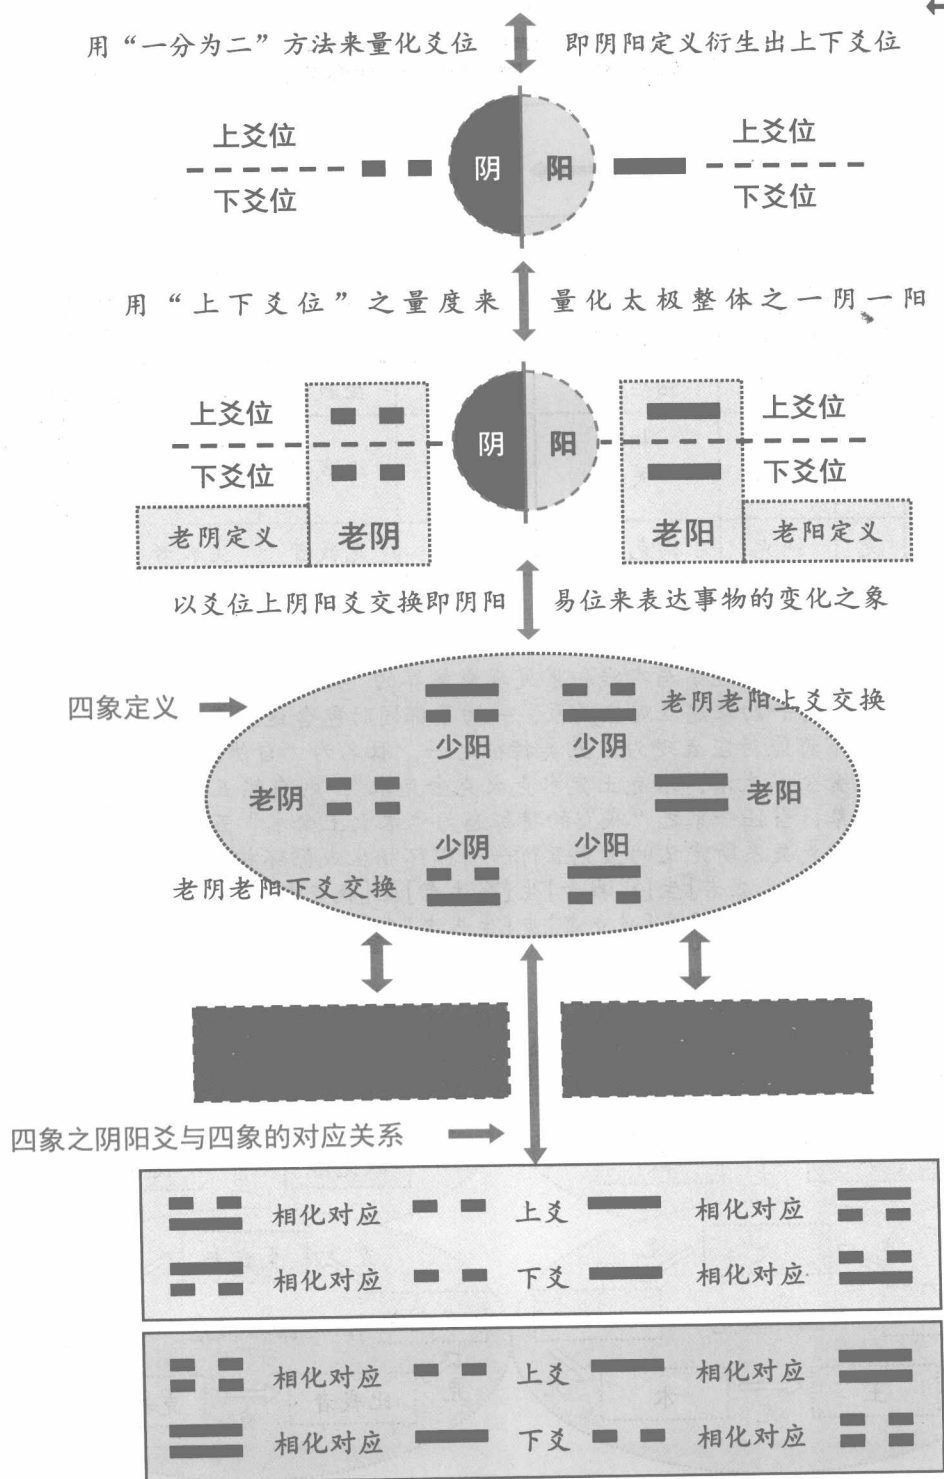 用“一分为二”方法来量化爻位 即阴阳定义衍生出上下爻位
上爻位 上爻位
阴 阳
下爻位 下爻位
用“上下爻位”之量度来 量化太极整体之一阴一阳
上爻位 上爻位
阴 阳
下爻位 下爻位
老阴定义 老阴 老阳 老阳定义
以爻位上阴阳爻交换即阴阳 易位来表达事物的变化之象
四象定义 老阴老阳上爻交换
少阳 少阴
老阴 老阳
少阴 少阳
老阴老阳下爻交换
四象之阴阳爻与四象的对应关系
相化对应 上爻 相化对应
相化对应 下爻 相化对应
相化对应 上爻 相化对应
相化对应 下爻 相化对应